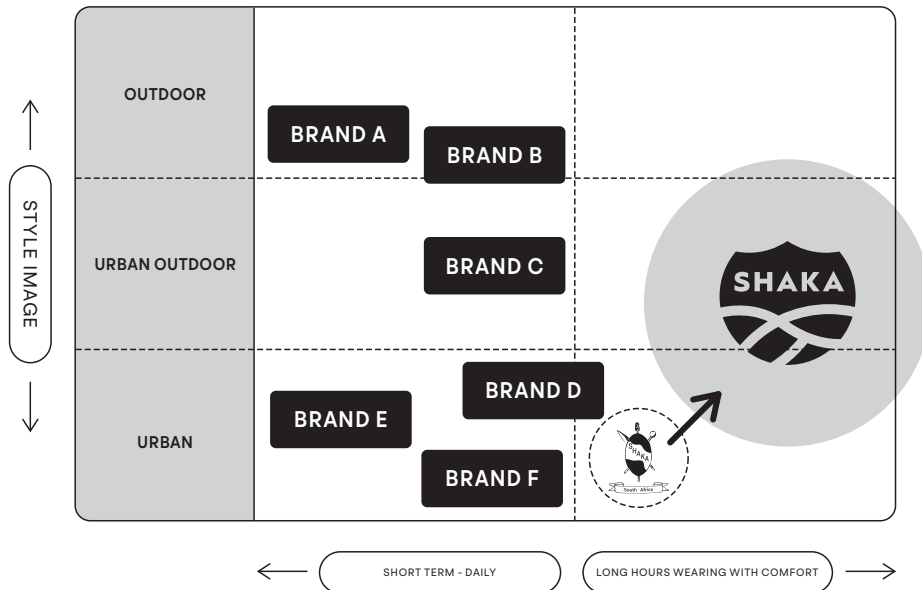 OUTDOOR
BRAND A
BRAND B
STYLE IMAGE
URBAN OUTDOOR
BRAND C
SHAKA
URBAN
BRAND D
BRAND E
BRAND F
SHAKA
South Africa
SHORT TERM - DAILY
LONG HOURS WEARING WITH COMFORT